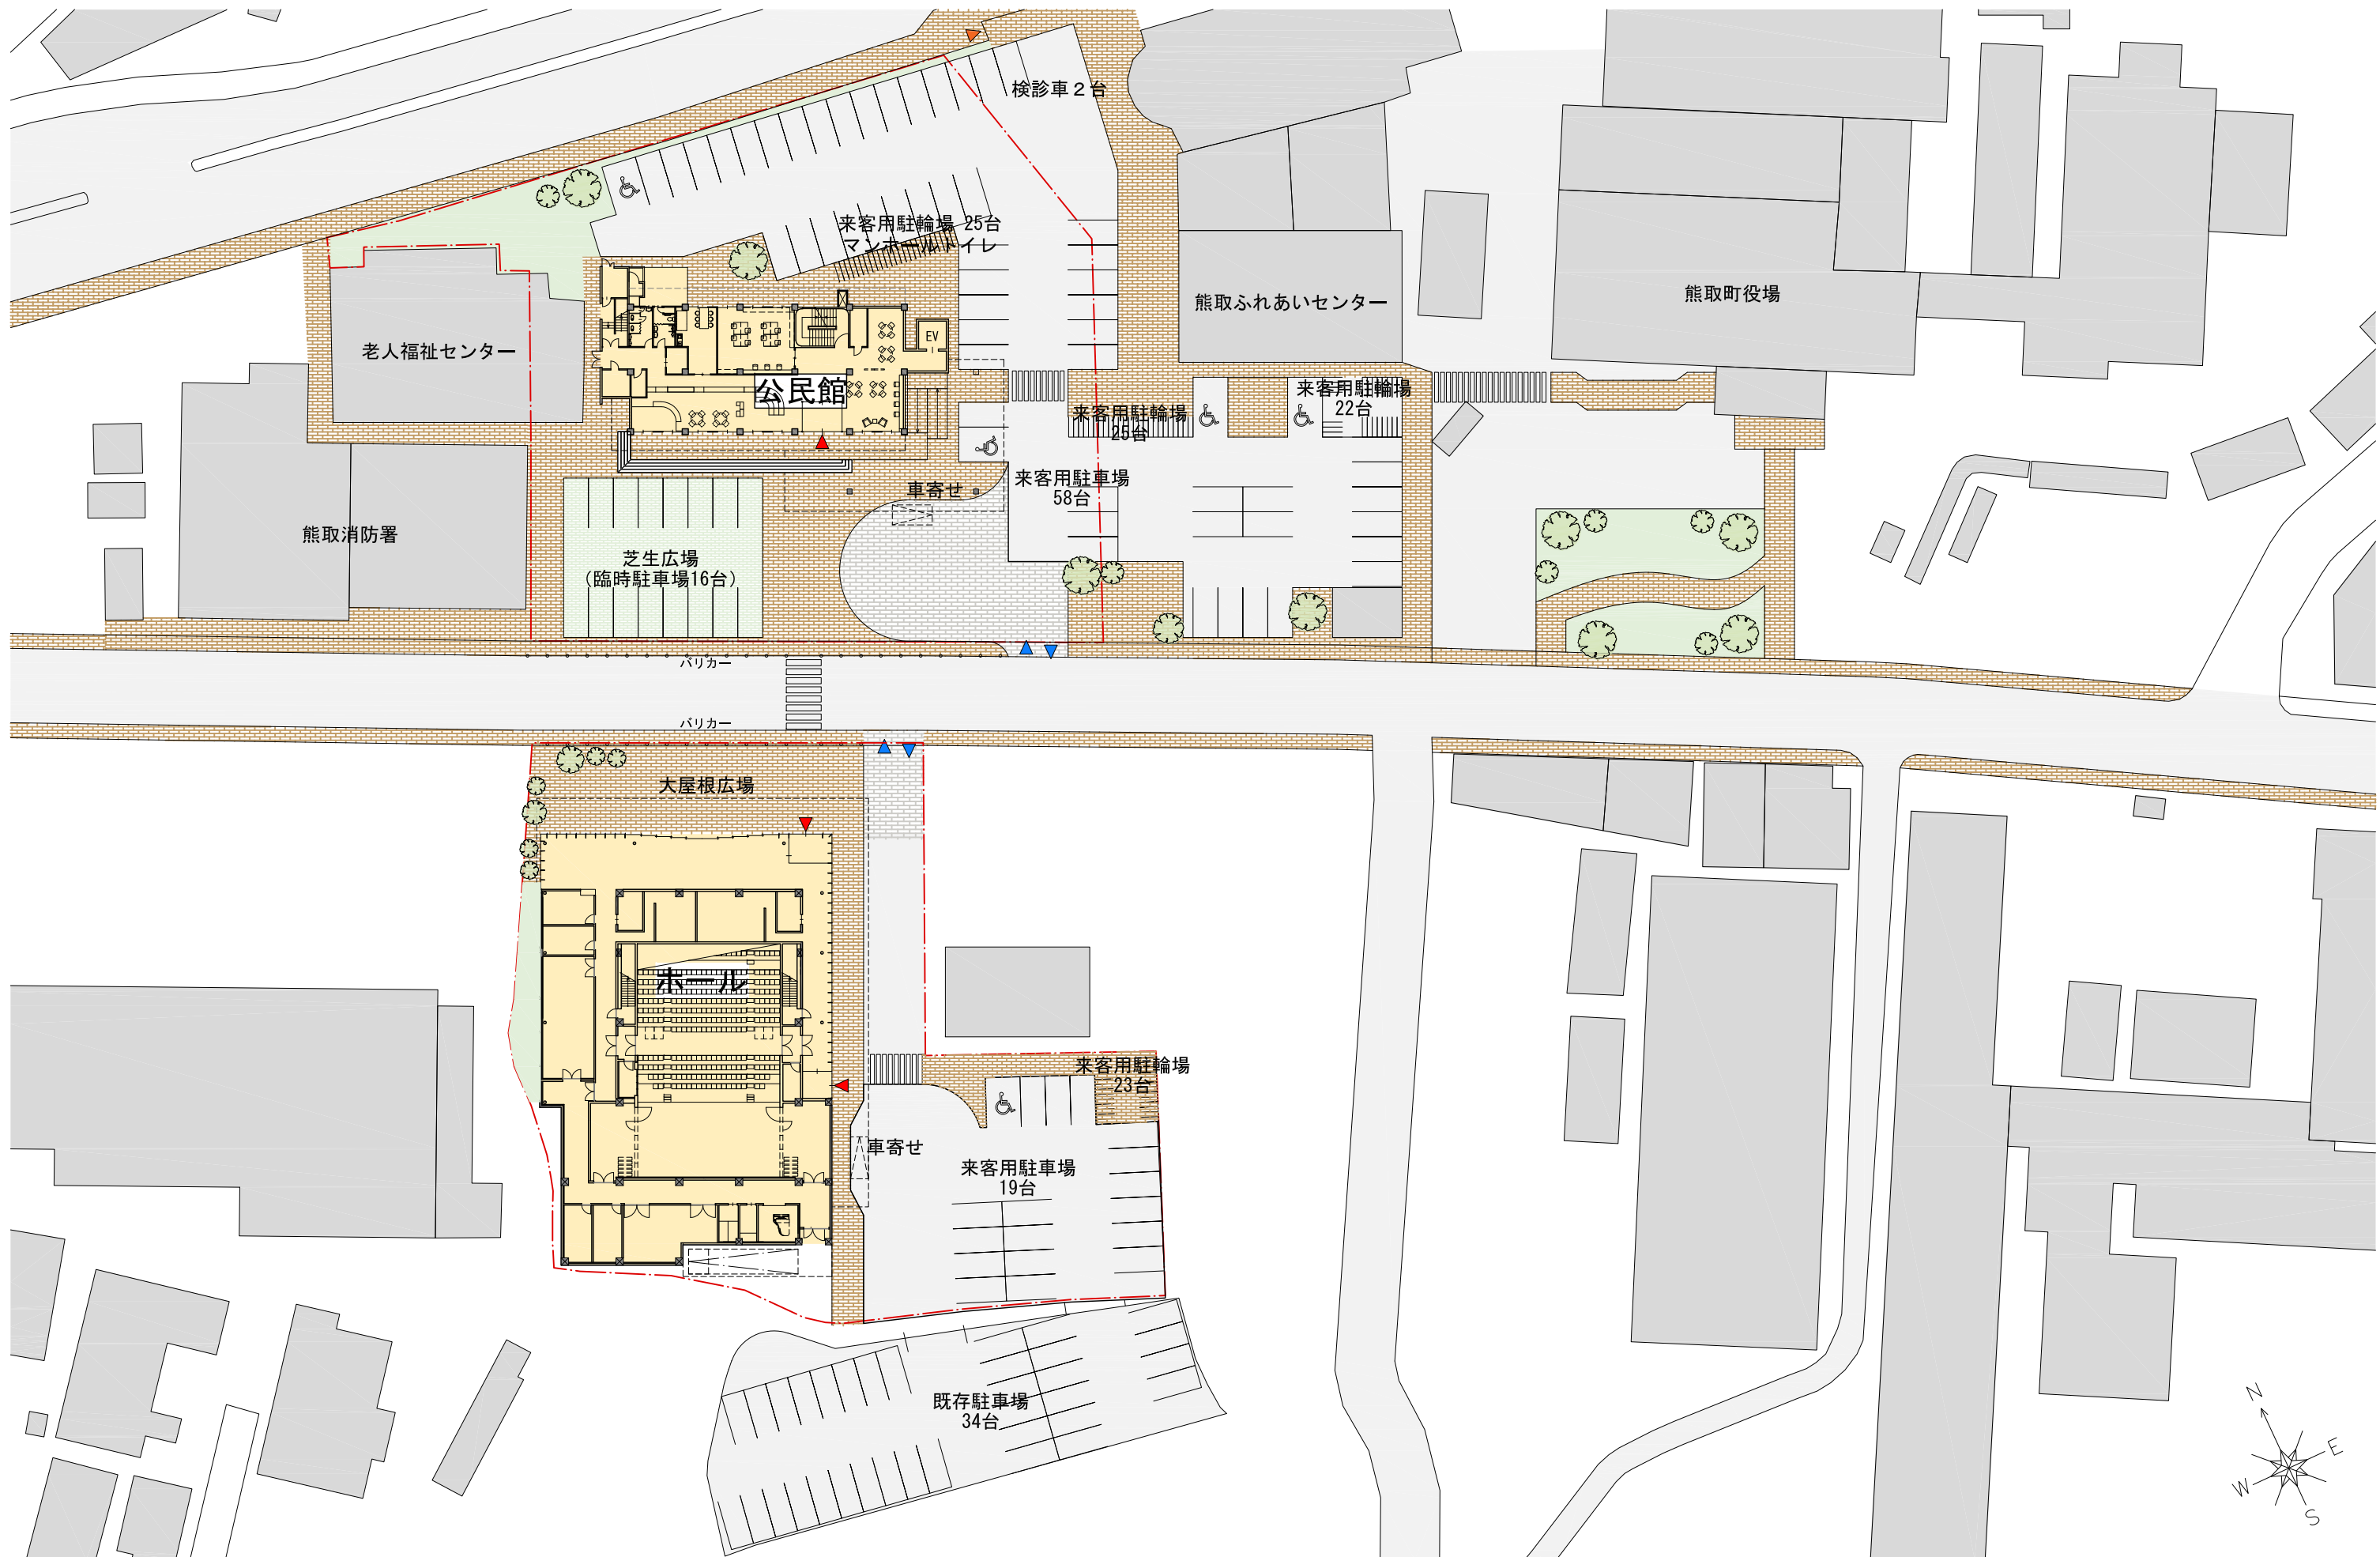 検診車２台
来客用駐輪場 25台
マンホールトイレ
熊取ふれあいセンター
熊取町役場
老人福祉センター
EV
公民館
来客用駐輪場
22台
来客用駐輪場
25台
来客用駐車場
58台
車寄せ
熊取消防署
芝生広場
（臨時駐車場16台）
バリカー
バリカー
大屋根広場
ホール
来客用駐輪場
23台
車寄せ
来客用駐車場
19台
既存駐車場
34台
N
E
W
S